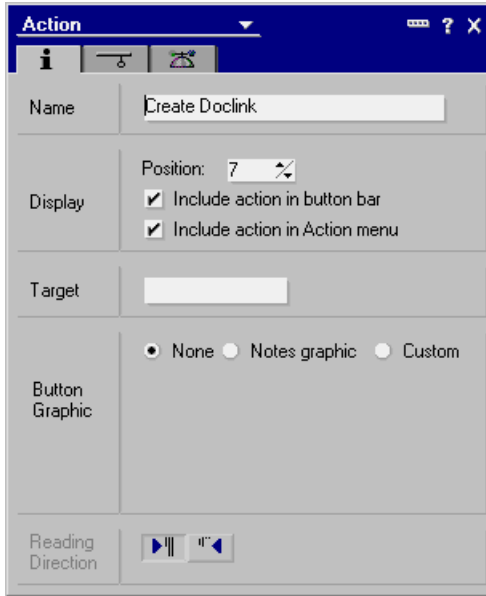 Action
?
X
i
Name
Create Doclink
Display
Position: 7
Include action in button bar
Include action in Action menu
Target
Button
Graphic
None Notes graphic Custom
Reading
Direction